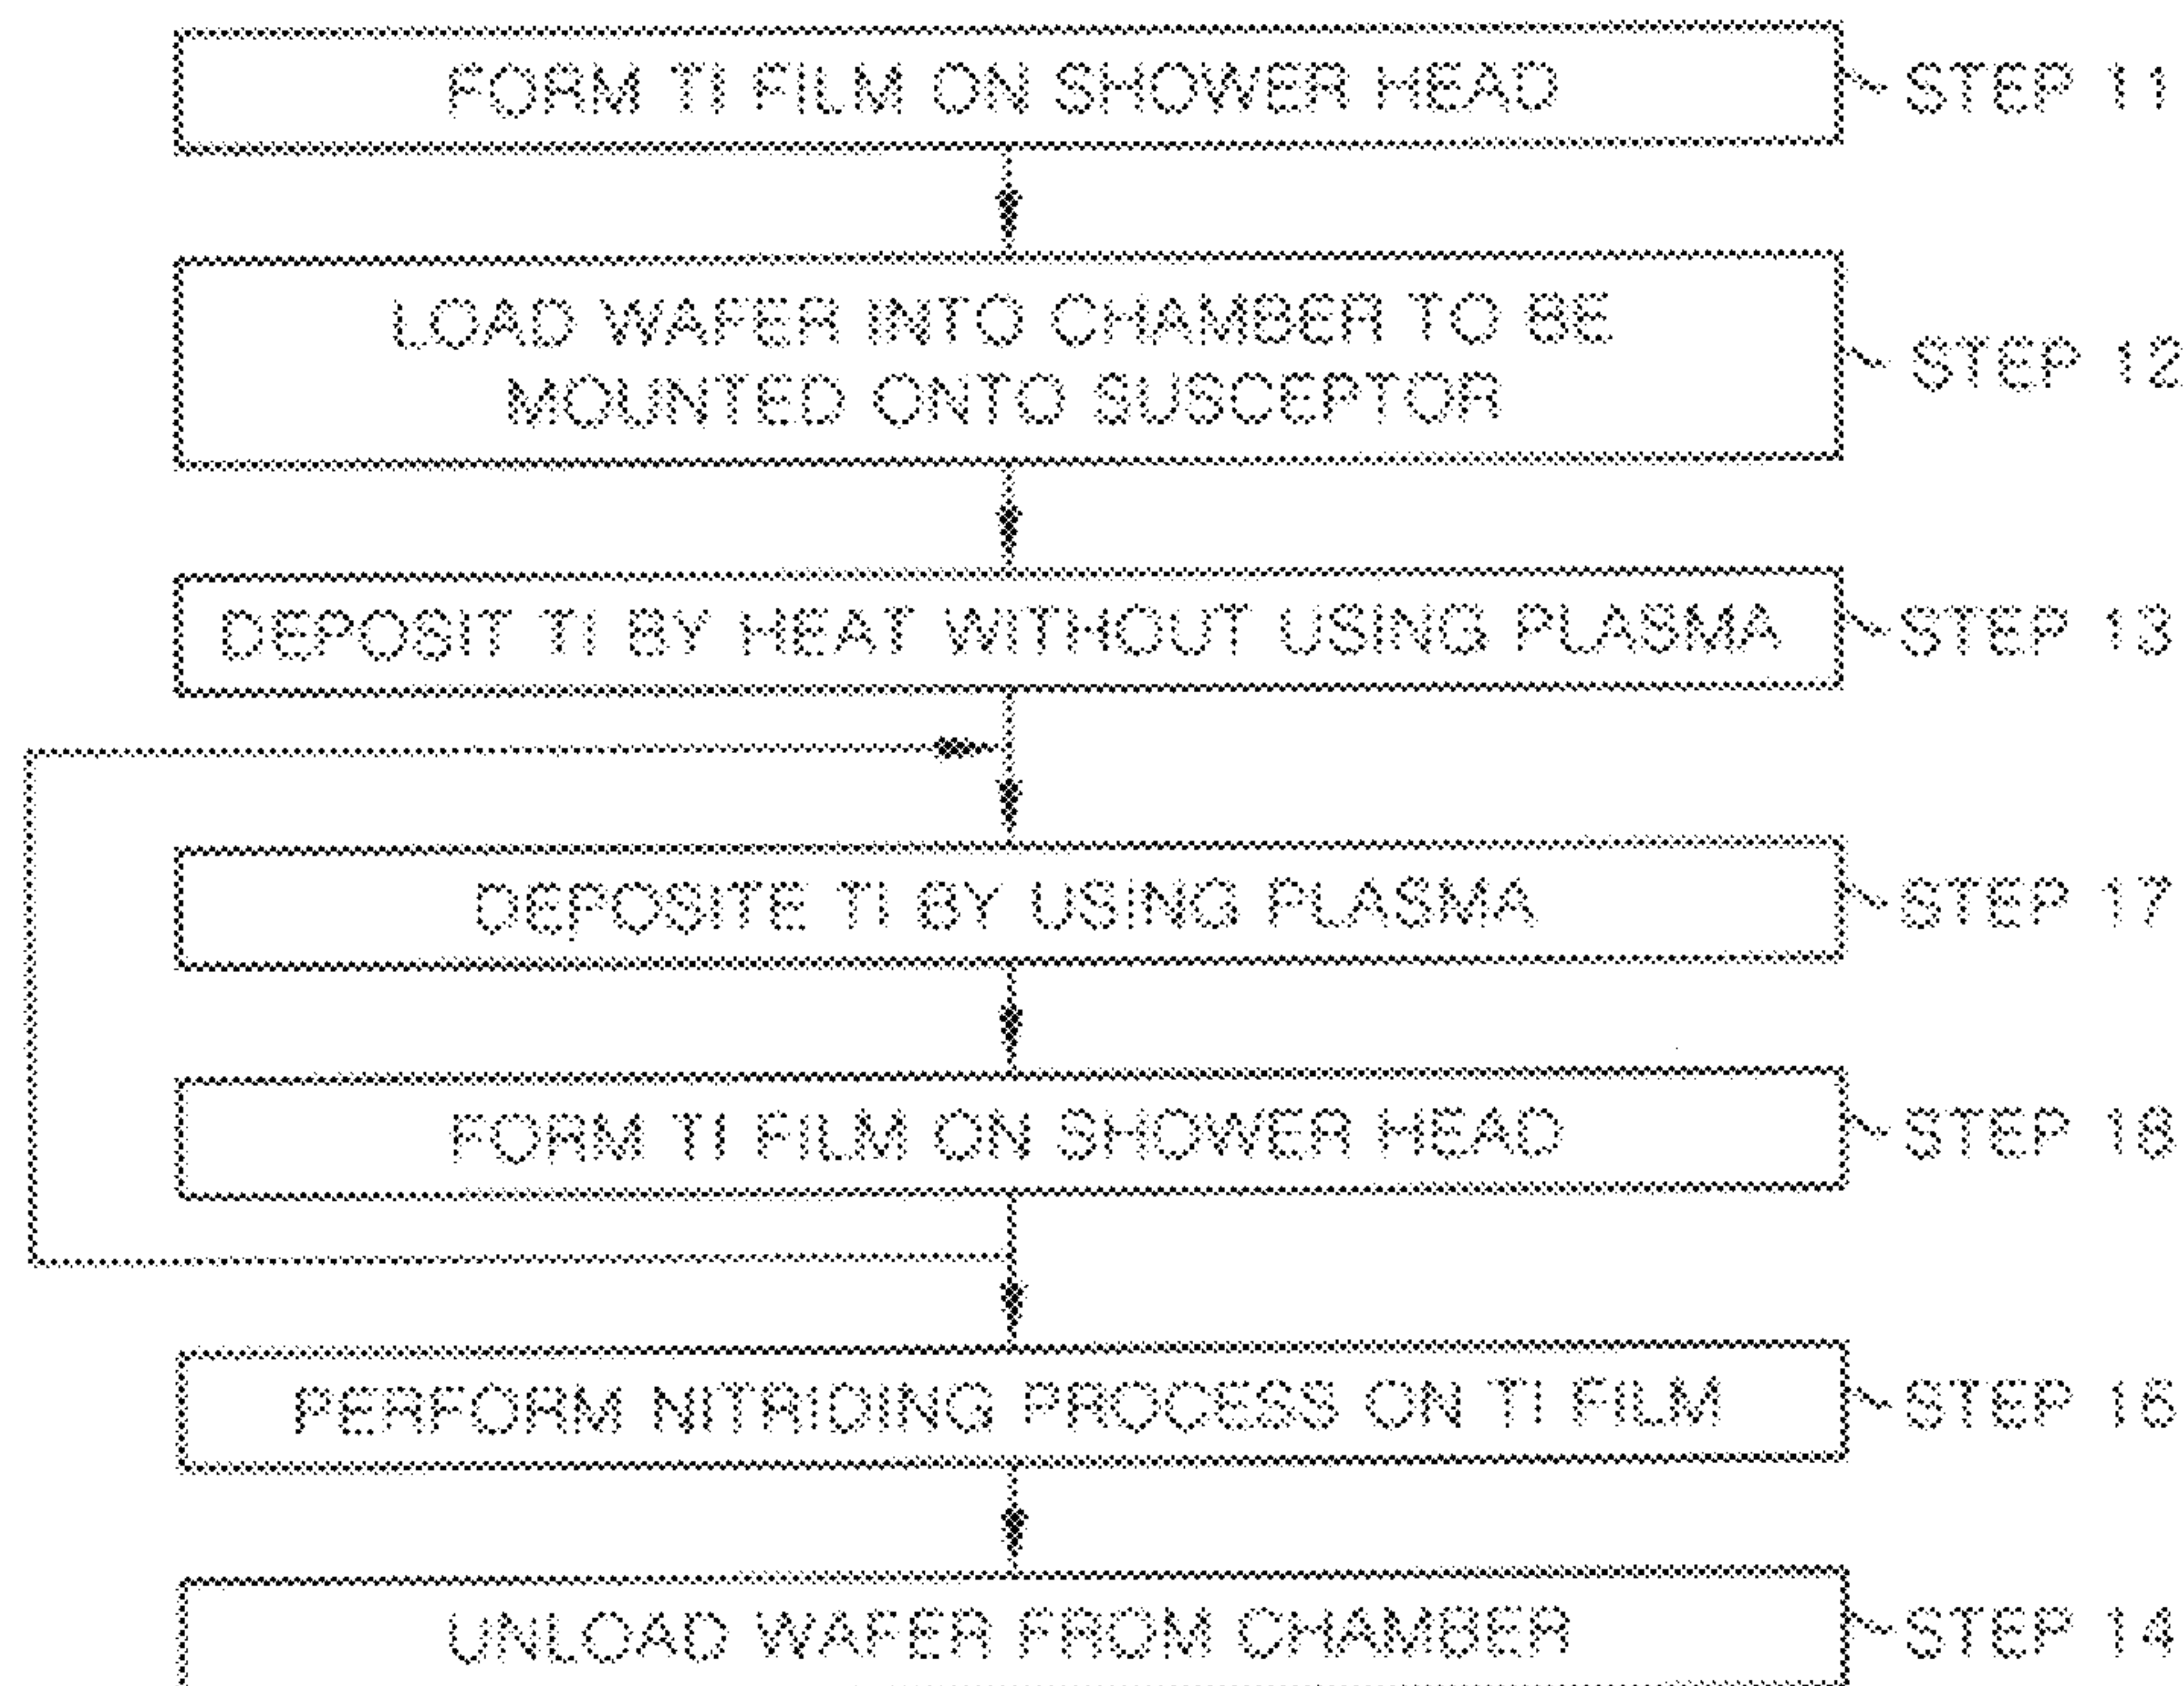 FORM TI FILM ON SHOWER HEAD
STEP 11
LOAD WAFER INTO CHAMBER TO BE
MOUNTED ONTO SUSCEPTOR
STEP 12
DEPOSIT TI BY HEAT WITHOUT USING PLASMA
STEP 13
DEPOSITE TI BY USING PLASMA
STEP 17
FORM TI FILM ON SHOWER HEAD
STEP 18
PERFORM NITRIDING PROCESS ON TI FILM
STEP 16
UNLOAD WAFER FROM CHAMBER
STEP 14